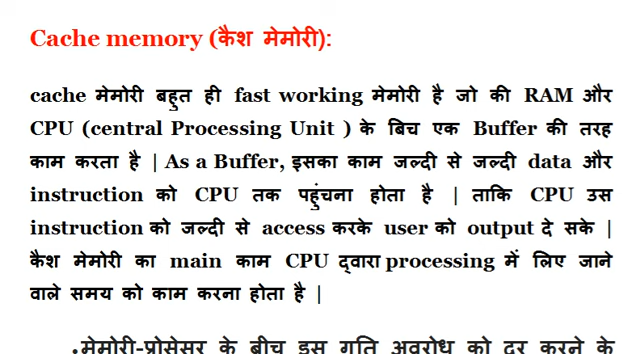 Cache memory (कैश मेमोरी):
cache मेमोरी बहुत ही fast working मेमोरी है जो की RAM और
CPU (central Processing Unit ) के बिच एक Buffer की तरह
काम करता है | As a Buffer, इसका काम जल्दी से जल्दी data और
instruction को CPU तक पहुंचना होता है | ताकि CPU उस
instruction को जल्दी से access करके user को output दे सके |
कैश मेमोरी का main काम CPU द्वारा processing में लिए जाने
वाले समय को काम करना होता है |
•मेमोरी-प्रोसेसर के बीच इस गति अवरोध को दूर करने के